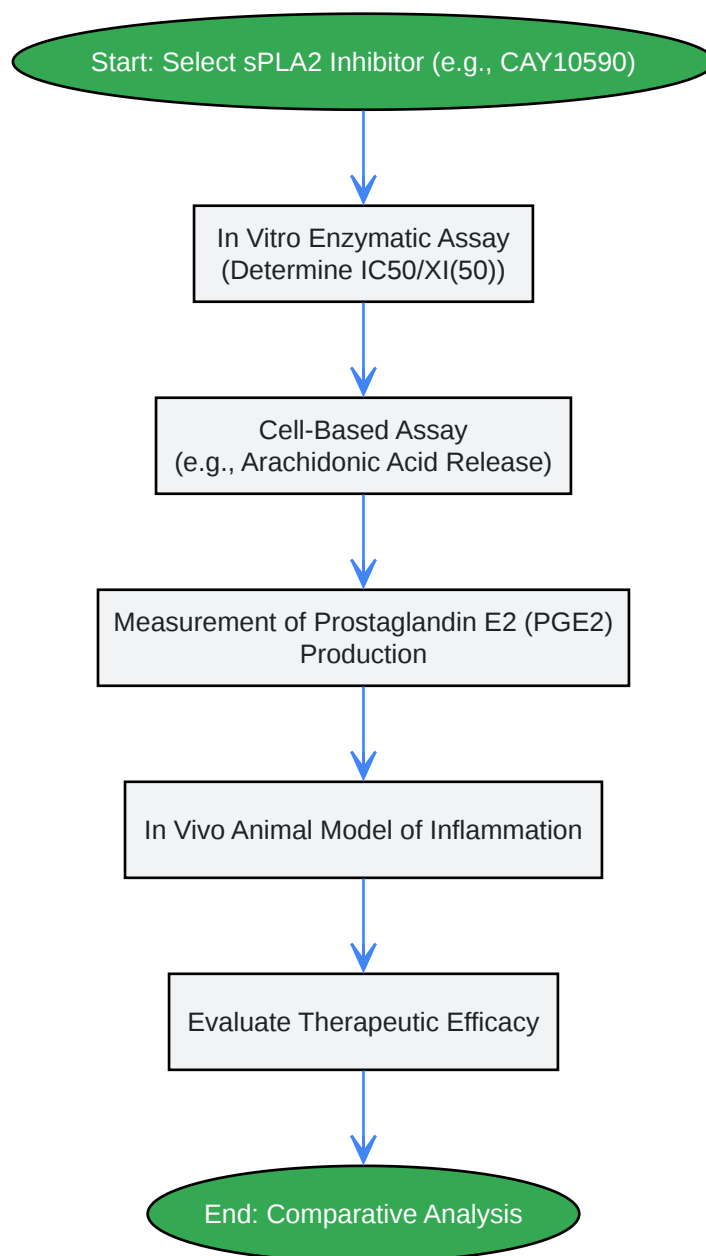 Start: Select sPLA2 Inhibitor (e.g., CAY10590)
In Vitro Enzymatic Assay
(Determine IC50/XI(50))
Cell-Based Assay
(e.g., Arachidonic Acid Release)
Measurement of Prostaglandin E2 (PGE2)
Production
In Vivo Animal Model of Inflammation
Evaluate Therapeutic Efficacy
End: Comparative Analysis